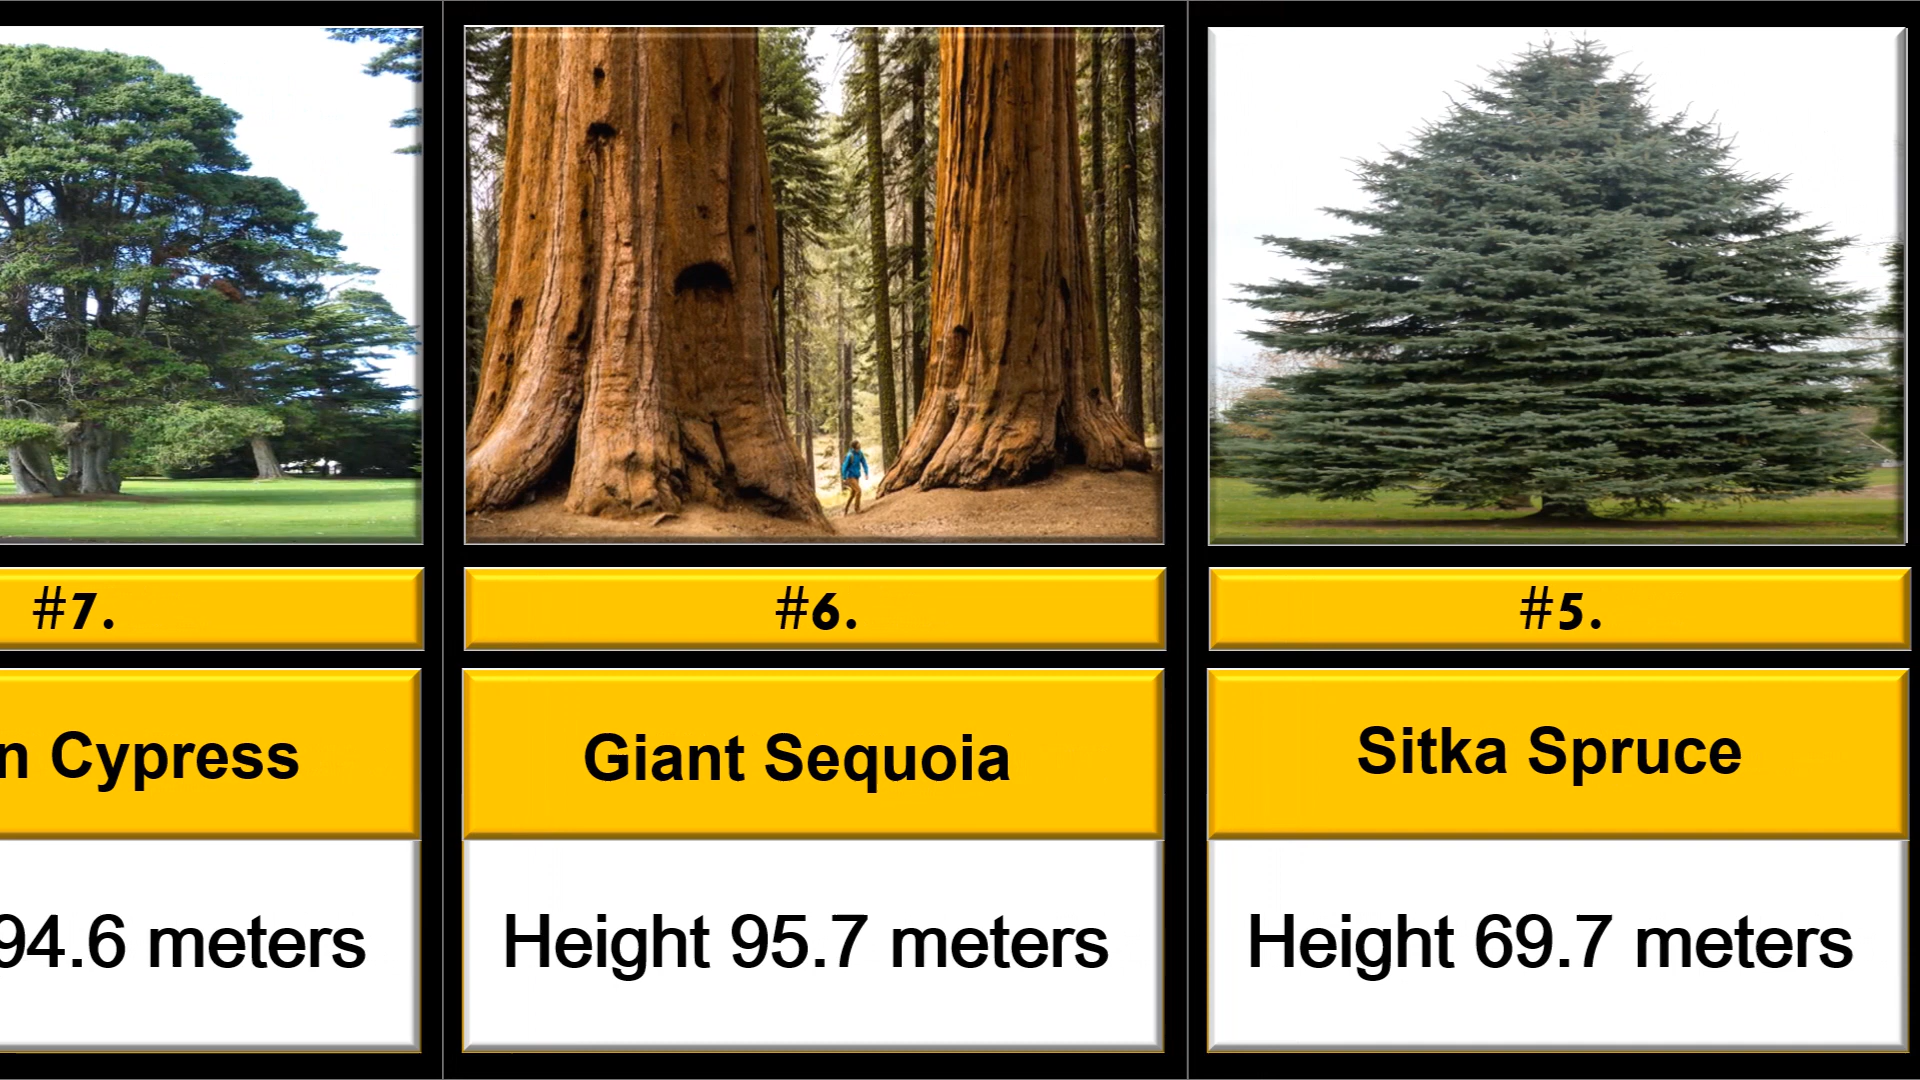 #7.
#6.
#5.
n Cypress
Giant Sequoia
Sitka Spruce
94.6 meters
Height 95.7 meters
Height 69.7 meters